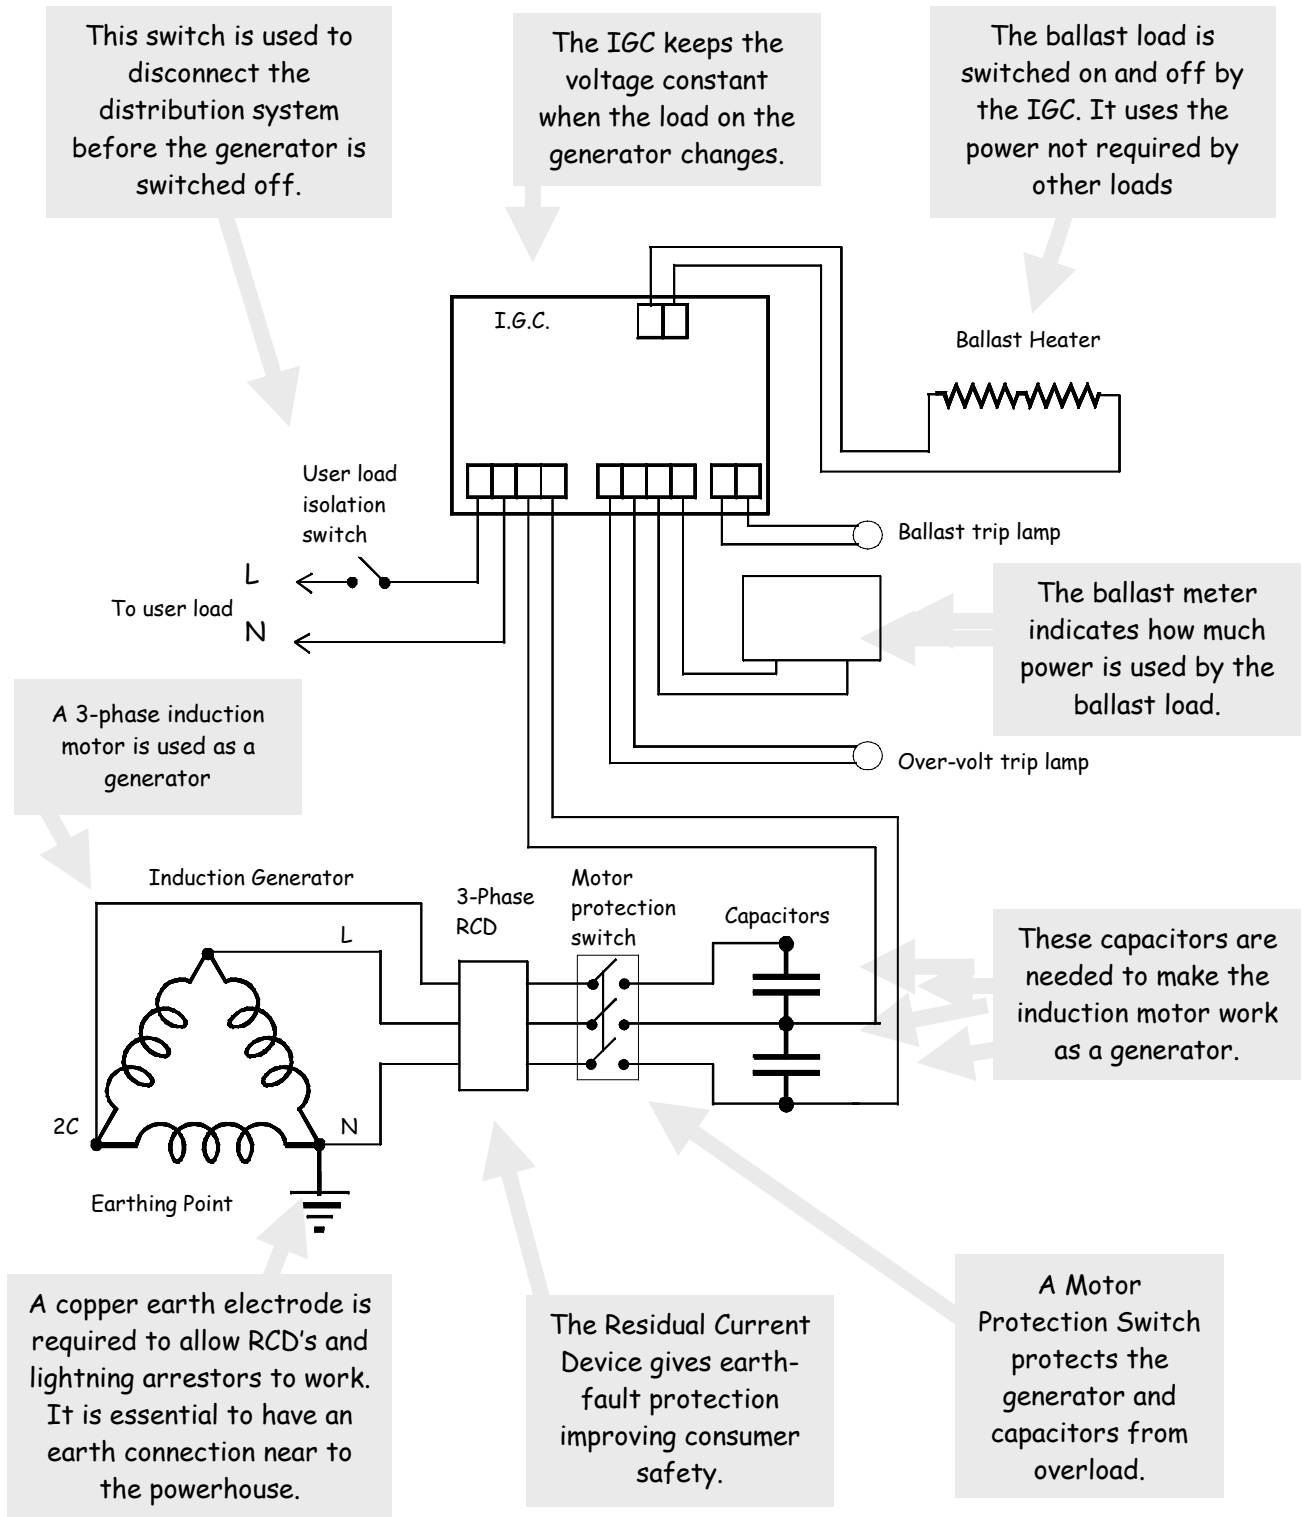 This switch is used to
disconnect the
distribution system
before the generator is
switched off.
The IGC keeps the
voltage constant
when the load on the
generator changes.
The ballast load is
switched on and off by
the IGC. It uses the
power not required by
other loads
I.G.C.
Ballast Heater
User load
isolation
switch
Ballast trip lamp
L
To user load
N
The ballast meter
indicates how much
power is used by the
ballast load.
A 3-phase induction
motor is used as a
generator
Over-volt trip lamp
Induction Generator
3-Phase
RCD
Motor
protection
switch
Capacitors
L
These capacitors are
needed to make the
induction motor work
as a generator.
2C
N
Earthing Point
A copper earth electrode is
required to allow RCD's and
lightning arrestors to work.
It is essential to have an
earth connection near to
the powerhouse.
The Residual Current
Device gives earth-
fault protection
improving consumer
safety.
A Motor
Protection Switch
protects the
generator and
capacitors from
overload.